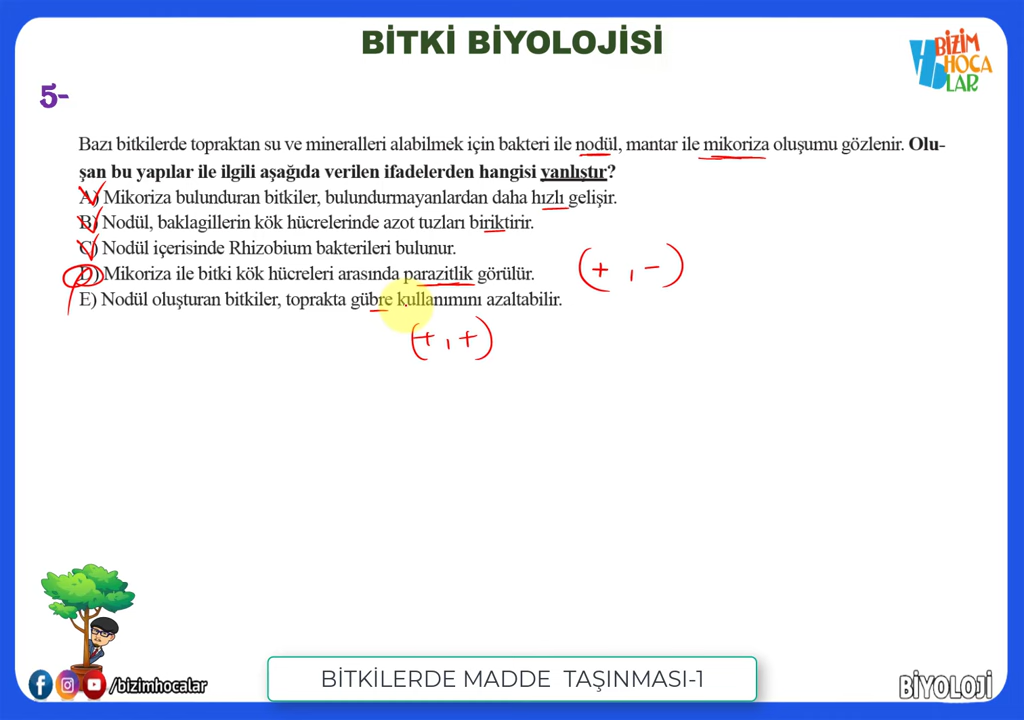 BİTKİ BİYOLOJİSİ
BİZİM
HOCA
LAR
5-
Bazı bitkilerde topraktan su ve mineralleri alabilmek için bakteri ile nodül, mantar ile mikoriza oluşumu gözlenir. Olu-
şan bu yapılar ile ilgili aşağıda verilen ifadelerden hangisi yanlıştır?
A) Mikoriza bulunduran bitkiler, bulundurmayanlardan daha hızlı gelişir.
B) Nodül, baklagillerin kök hücrelerinde azot tuzları biriktirir.
C) Nodül içerisinde Rhizobium bakterileri bulunur.
D) Mikoriza ile bitki kök hücreleri arasında parazitlik görülür.
(+ , -)
E) Nodül oluşturan bitkiler, toprakta gübre kullanımını azaltabilir.
(+ , +)
/bizimhocalar
BİTKİLERDE MADDE TAŞINMASI-1
BİYOLOJİ